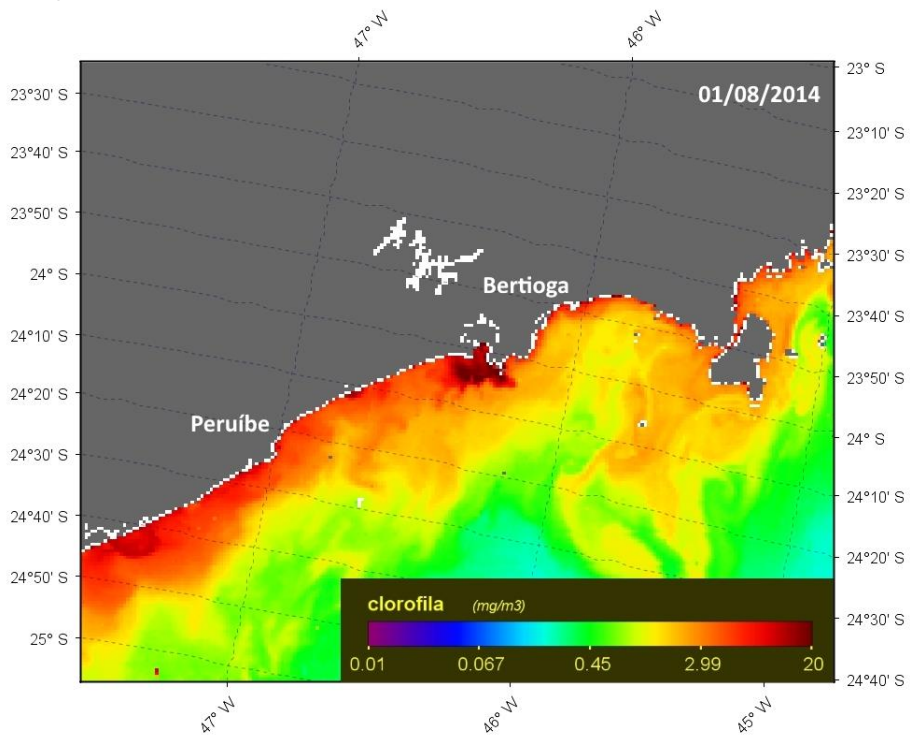 47° W
46° W
01/08/2014
23°30' S
23°40' S
23°50' S
24° S
24°10' S
24°20' S
24°30' S
24°40' S
24°50' S
25° S
23° S
23°10' S
23°20' S
23°30' S
23°40' S
23°50' S
24° S
24°10' S
24°20' S
24°30' S
24°40' S
Bertioga
Peruíbe
clorofila (mg/m3)
0.01 0.067 0.45 2.99 20
47° W
46° W
45° W